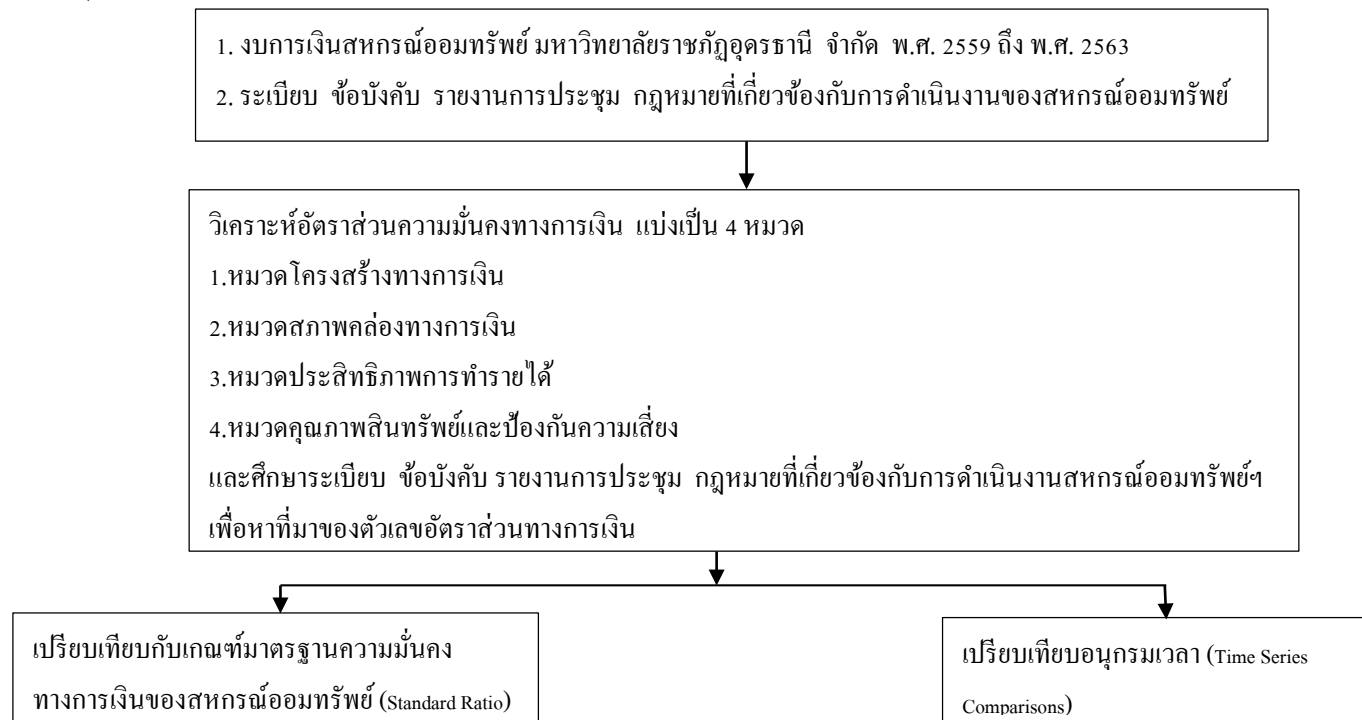 1. งบการเงินสหกรณ์ออมทรัพย์ มหาวิทยาลัยราชภัฏอุดรธานี จำกัด พ.ศ. 2559 ถึง พ.ศ. 2563
2. ระเบียบ ข้อบังคับ รายงานการประชุม กฎหมายที่เกี่ยวข้องกับการดำเนินงานของสหกรณ์ออมทรัพย์
วิเคราะห์อัตราส่วนความมั่นคงทางการเงิน แบ่งเป็น 4 หมวด
1.หมวดโครงสร้างทางการเงิน
2.หมวดสภาพคล่องทางการเงิน
3.หมวดประสิทธิภาพการทำรายได้
4.หมวดคุณภาพสินทรัพย์และป้องกันความเสี่ยง
และศึกษาระเบียบ ข้อบังคับ รายงานการประชุม กฎหมายที่เกี่ยวข้องกับการดำเนินงานสหกรณ์ออมทรัพย์ฯ
เพื่อหาที่มาของตัวเลขอัตราส่วนทางการเงิน
เปรียบเทียบกับเกณฑ์มาตรฐานความมั่นคง
ทางการเงินของสหกรณ์ออมทรัพย์ (Standard Ratio)
เปรียบเทียบอนุกรมเวลา (Time Series
Comparisons)